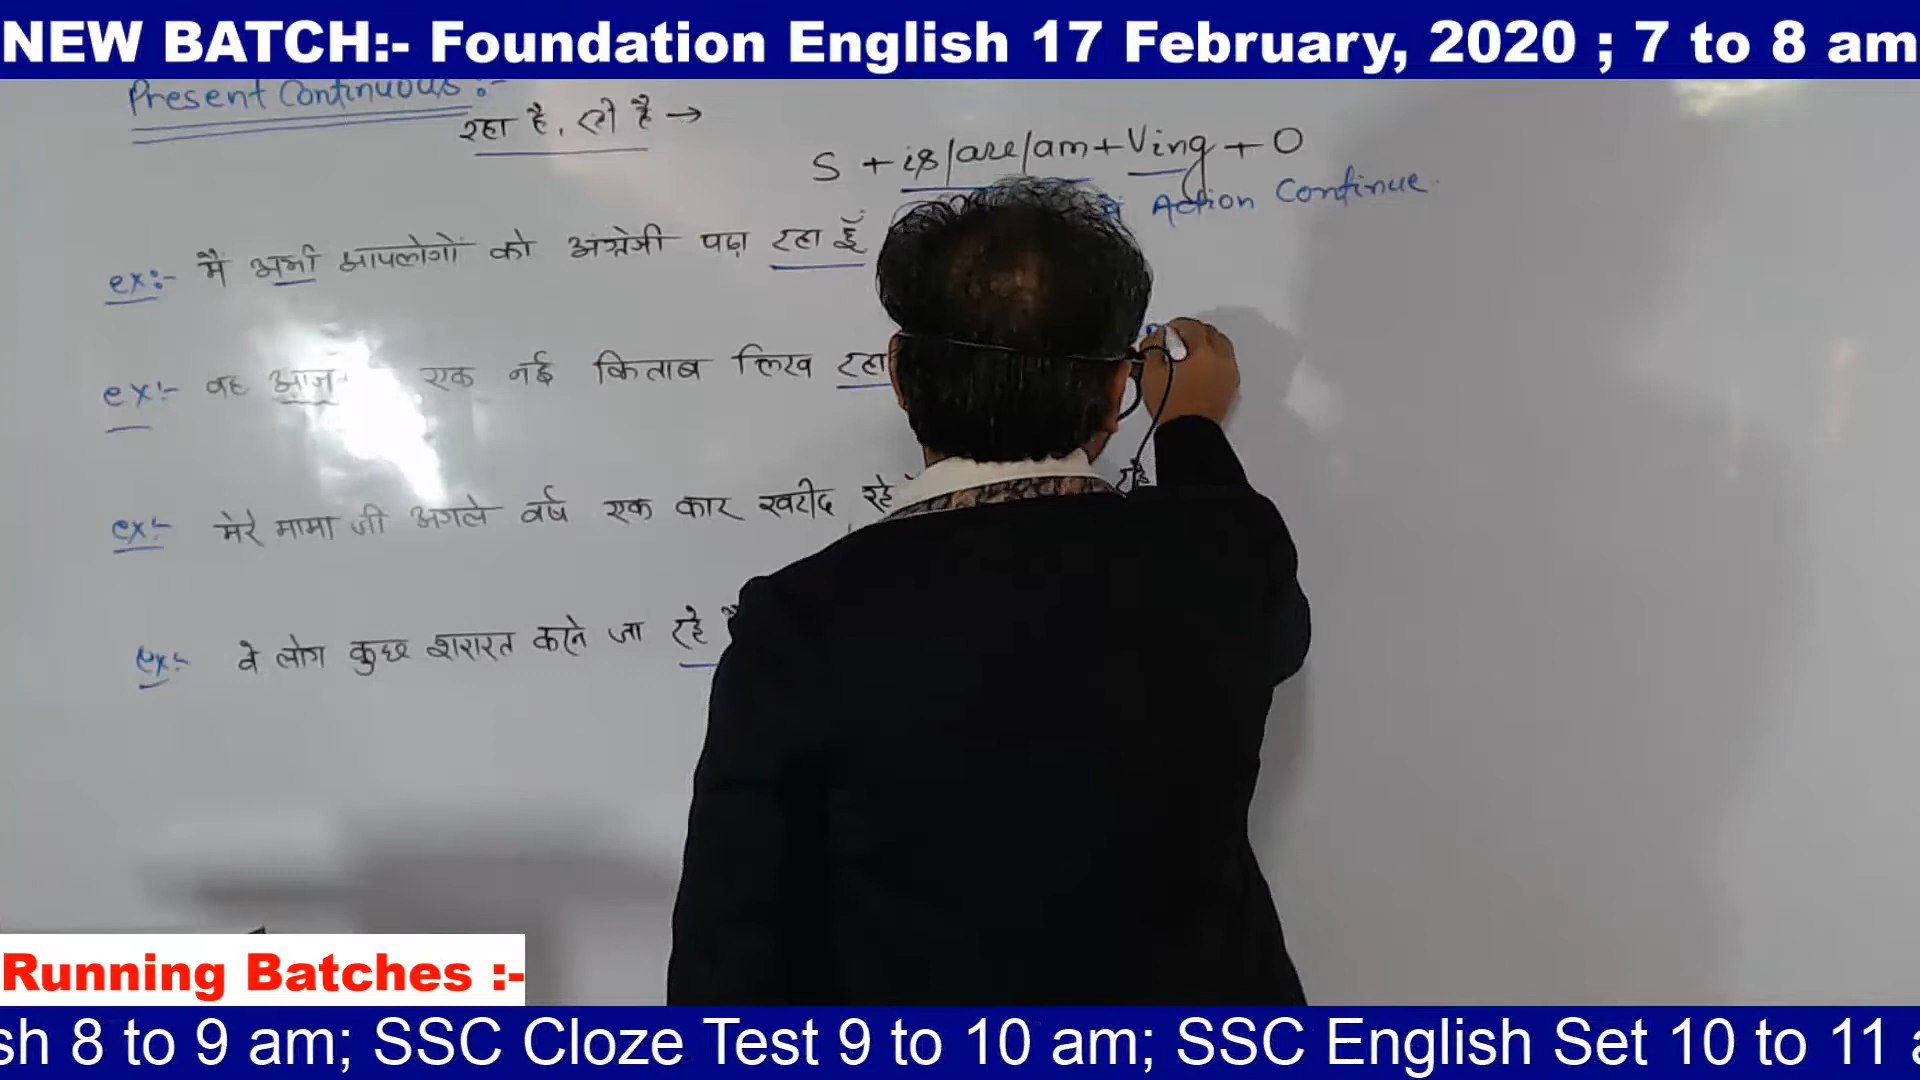 NEW BATCH:- Foundation English 17 February, 2020 ; 7 to 8 am
Present Continuous :-
रहा है, रही है →
S + is/are/am + Ving + O
में Action Continue
ex:- मैं अभी आपलोगों को अंग्रेजी पढ़ा रहा हूँ
ex:- वह आज एक नई किताब लिख रहा
ex:- मेरे मामा जी अगले वर्ष एक कार खरीद रहे
ex:- वे लोग कुछ शरारत करने जा रहे
Running Batches :-
sh 8 to 9 am; SSC Cloze Test 9 to 10 am; SSC English Set 10 to 11 a